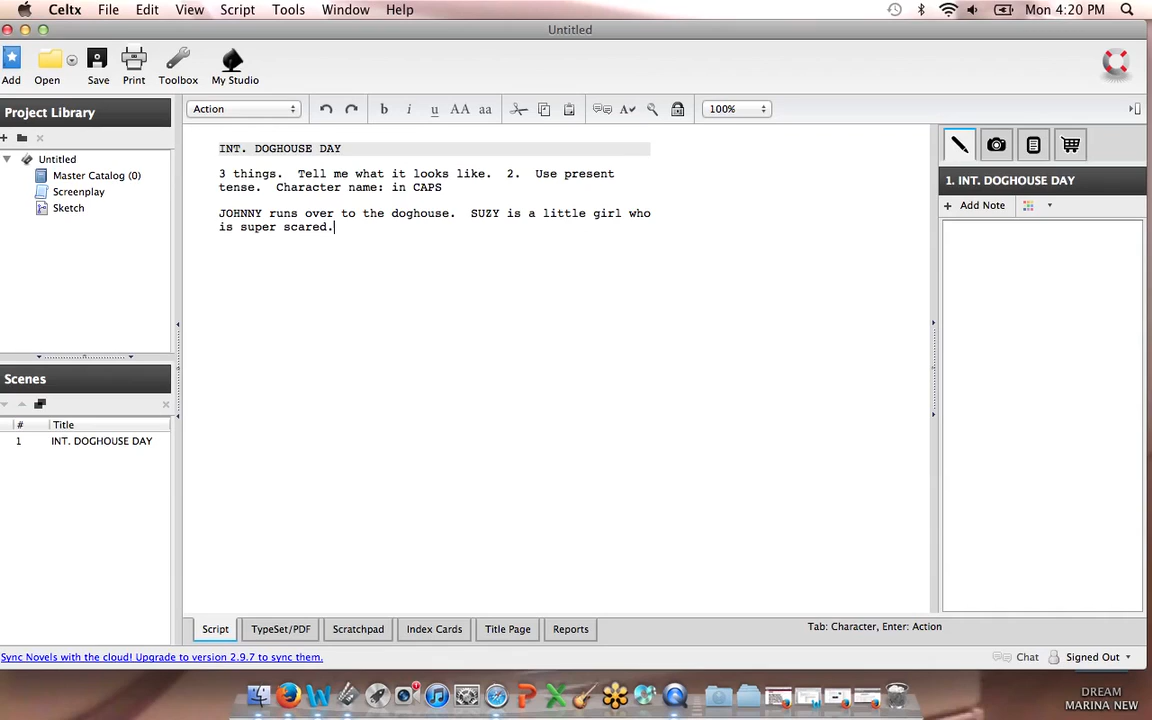 Celtx File Edit View Script Tools Window Help Mon 4:20 PM
Untitled
Add Open Save Print Toolbox My Studio
Project Library
Action 100%
Untitled
Master Catalog (0)
Screenplay
Sketch
INT. DOGHOUSE DAY
3 things.  Tell me what it looks like.  2.  Use present
tense.  Character name: in CAPS
JOHNNY runs over to the doghouse.  SUZY is a little girl who
is super scared.
1. INT. DOGHOUSE DAY
+ Add Note
Scenes
# Title
1 INT. DOGHOUSE DAY
Script TypeSet/PDF Scratchpad Index Cards Title Page Reports
Tab: Character, Enter: Action
Sync Novels with the cloud! Upgrade to version 2.9.7 to sync them.
Chat Signed Out
DREAM
MARINA NEW